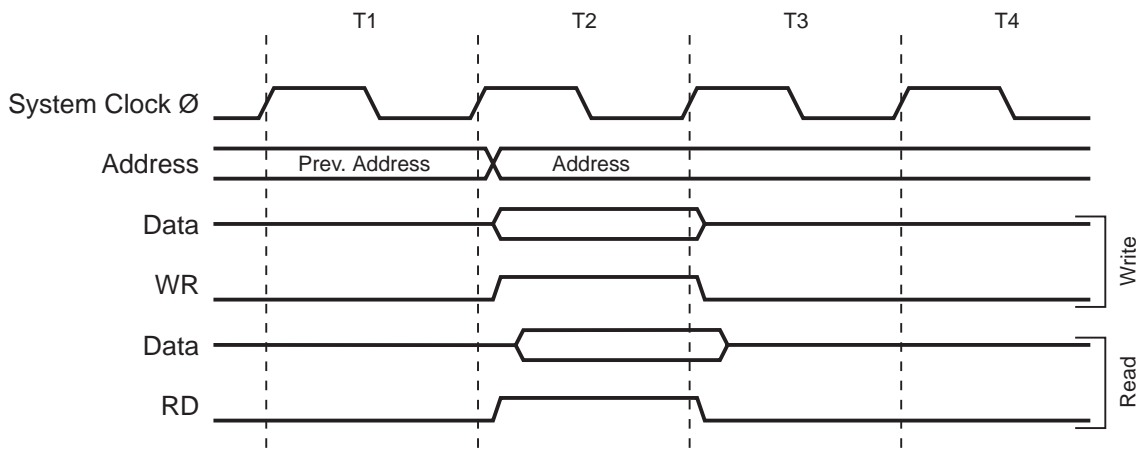 T1 T2 T3 T4
System Clock Ø
Address Prev. Address Address
Data
WR
Write
Data
RD
Read